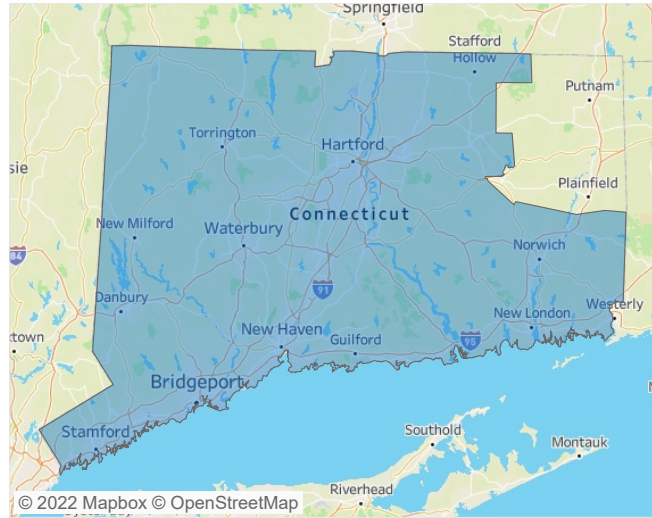 Springfield
Stafford
Hollow
Putnam
Torrington
Hartford
sie
Plainfield
Connecticut
New Milford
Waterbury
Norwich
84
91
Danbury
Westerly
New London
New Haven
Guilford
95
ctown
Bridgeport
Stamford
Southold
Montauk
Riverhead
© 2022 Mapbox © OpenStreetMap